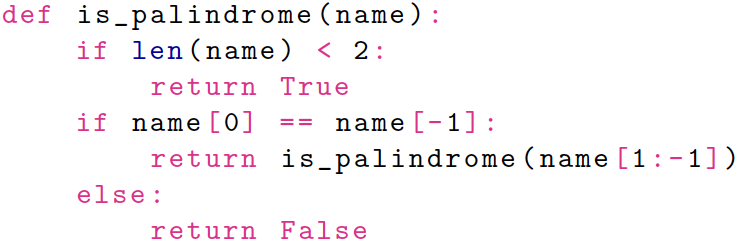 def is_palindrome(name):
    if len(name) < 2:
        return True
    if name[0] == name[-1]:
        return is_palindrome(name[1:-1])
    else:
        return False